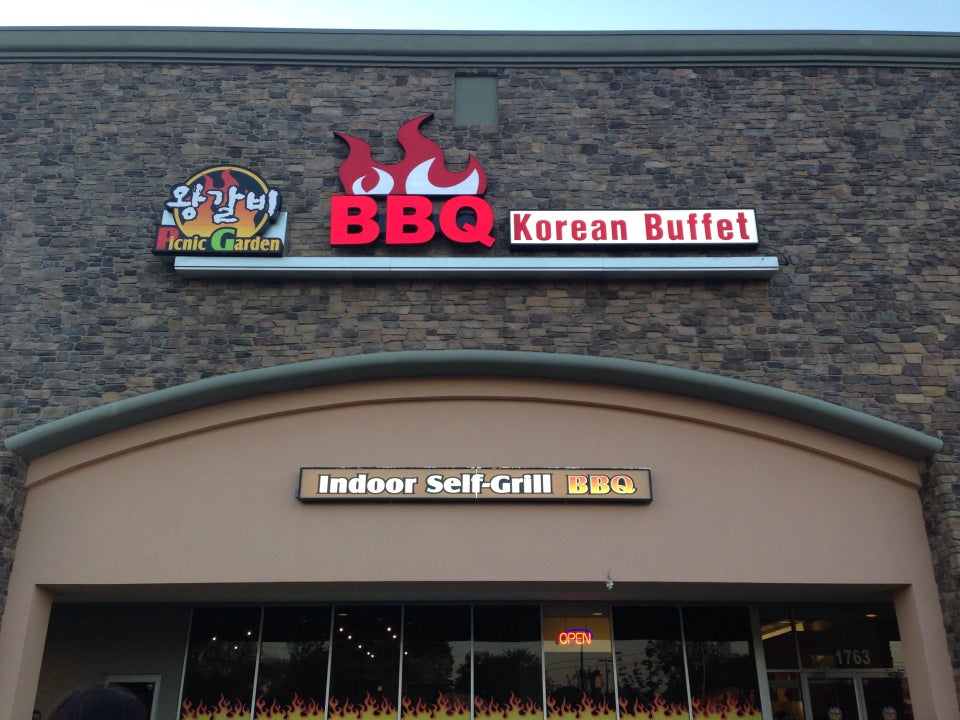 왕갈비
Picnic Garden
BBQ
Korean Buffet
Indoor Self-Grill BBQ
OPEN
1763